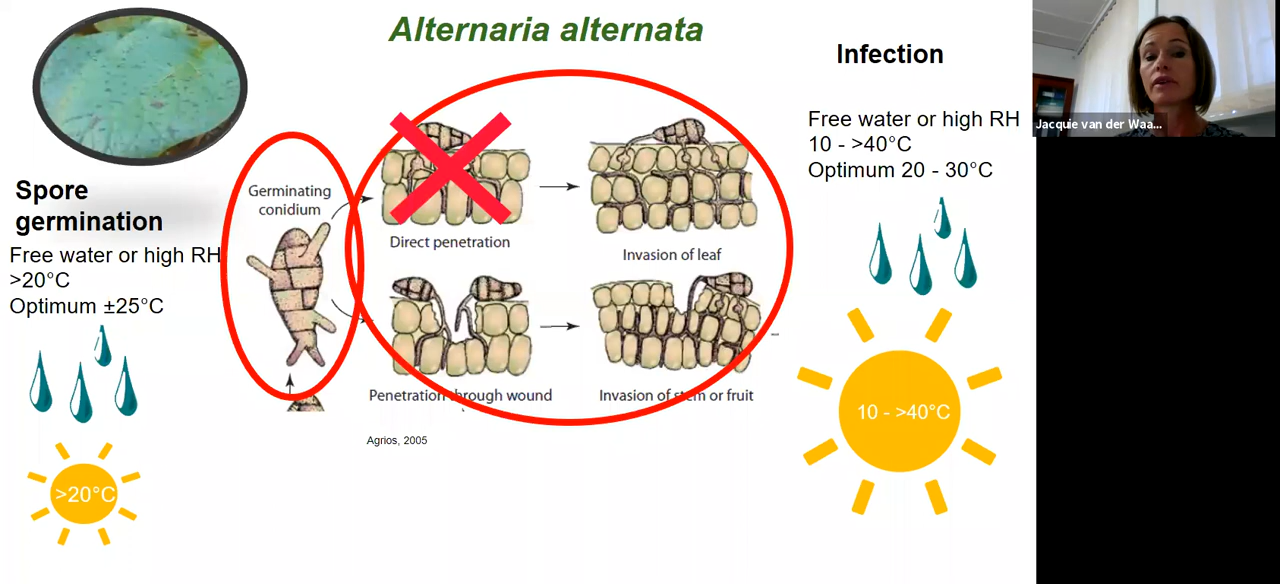 Alternaria alternata
Spore
germination
Free water or high RH
>20°C
Optimum ±25°C
>20°C
Germinating
conidium
Direct penetration
Invasion of leaf
Penetration through wound
Invasion of stem or fruit
Agrios, 2005
Infection
Free water or high RH
10 - >40°C
Optimum 20 - 30°C
10 - >40°C
Jacquie van der Waa...